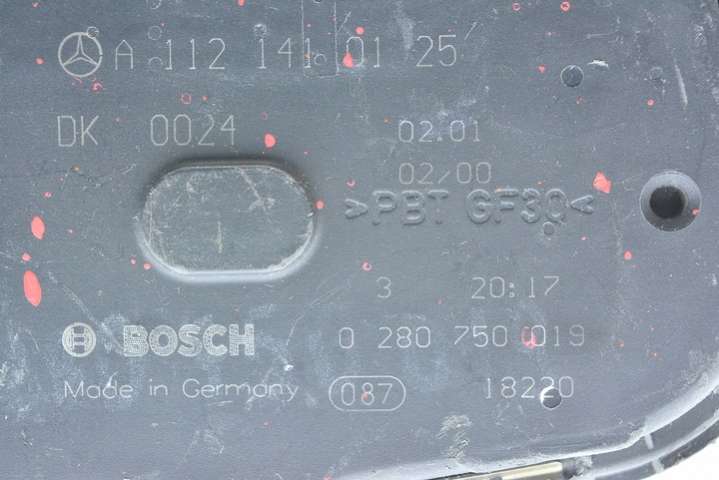 A 112 141 01 25
DK 0024 02.01
02/00
>PBT GF30<
3 20:17
BOSCH 0 280 750 019
Made in Germany 087 18220